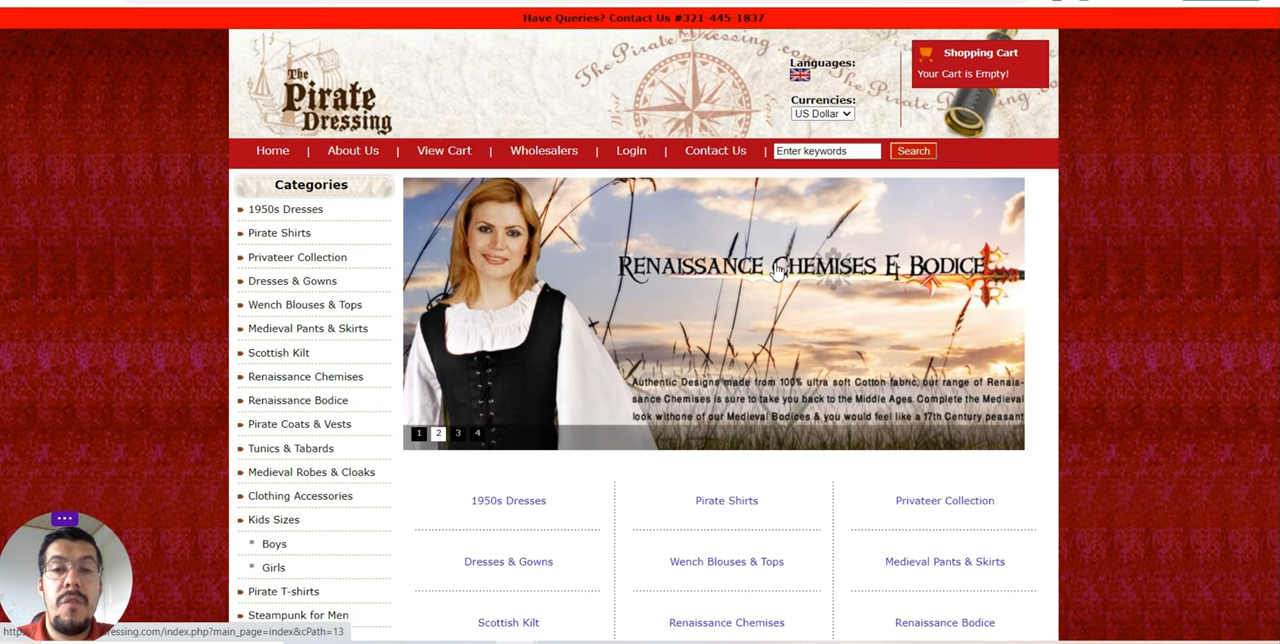 Have Queries? Contact Us #321-445-1837
The
Pirate
Dressing
The Pirate Dressing.com
Languages:
Currencies:
US Dollar
Shopping Cart
Your Cart is Empty!
Home | About Us | View Cart | Wholesalers | Login | Contact Us | Enter keywords Search
Categories
1950s Dresses
Pirate Shirts
Privateer Collection
Dresses & Gowns
Wench Blouses & Tops
Medieval Pants & Skirts
Scottish Kilt
Renaissance Chemises
Renaissance Bodice
Pirate Coats & Vests
Tunics & Tabards
Medieval Robes & Cloaks
Clothing Accessories
Kids Sizes
* Boys
* Girls
Pirate T-shirts
Steampunk for Men
Renaissance Chemises & Bodice
Authentic Designs made from 100% ultra soft Cotton fabric, our range of Renais-
sance Chemises is sure to take you back to the Middle Ages. Complete the Medieval
look withone of our Medieval Bodices & you would feel like a 17th Century peasant
1 2 3 4
1950s Dresses Pirate Shirts Privateer Collection
Dresses & Gowns Wench Blouses & Tops Medieval Pants & Skirts
Scottish Kilt Renaissance Chemises Renaissance Bodice
ressing.com/index.php?main_page=index&cPath=13